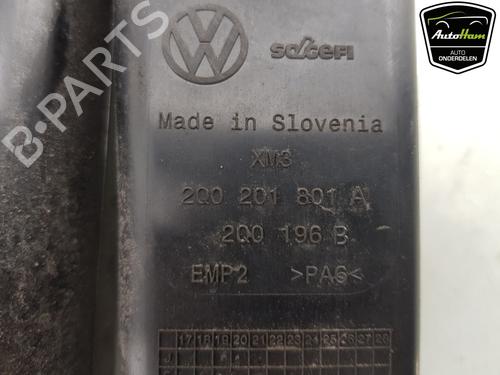 AutoHam
AUTO
ONDERDELEN
B-PARTS
sogefi
Made in Slovenia
XM3
2Q0 201 801 A
2Q0 196 B
EMP2 >PA6<
17 18 19 20 21 22 23 24 25 26 27 28